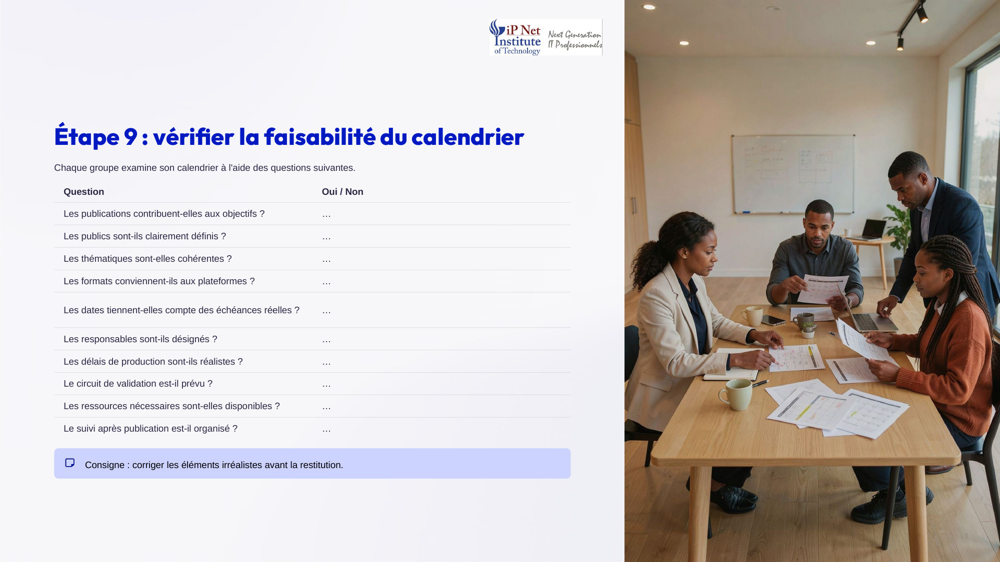 iP Net
Institute
of Technology
Next Generation
IT Professionnels
Étape 9 : vérifier la faisabilité du calendrier
Chaque groupe examine son calendrier à l'aide des questions suivantes.
Question Oui / Non
Les publications contribuent-elles aux objectifs ? …
Les publics sont-ils clairement définis ? …
Les thématiques sont-elles cohérentes ? …
Les formats conviennent-ils aux plateformes ? …
Les dates tiennent-elles compte des échéances réelles ? …
Les responsables sont-ils désignés ? …
Les délais de production sont-ils réalistes ? …
Le circuit de validation est-il prévu ? …
Les ressources nécessaires sont-elles disponibles ? …
Le suivi après publication est-il organisé ? …
Consigne : corriger les éléments irréalistes avant la restitution.